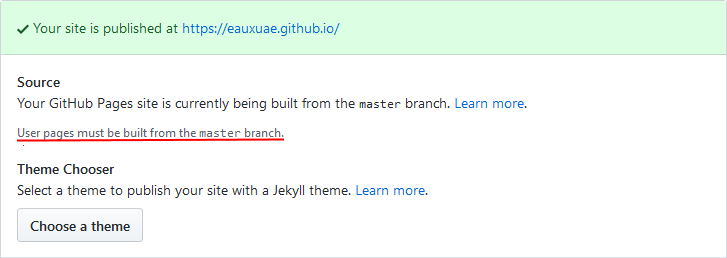 Your site is published at https://eauxuae.github.io/
Source
Your GitHub Pages site is currently being built from the master branch. Learn more.
User pages must be built from the master branch.
Theme Chooser
Select a theme to publish your site with a Jekyll theme. Learn more.
Choose a theme